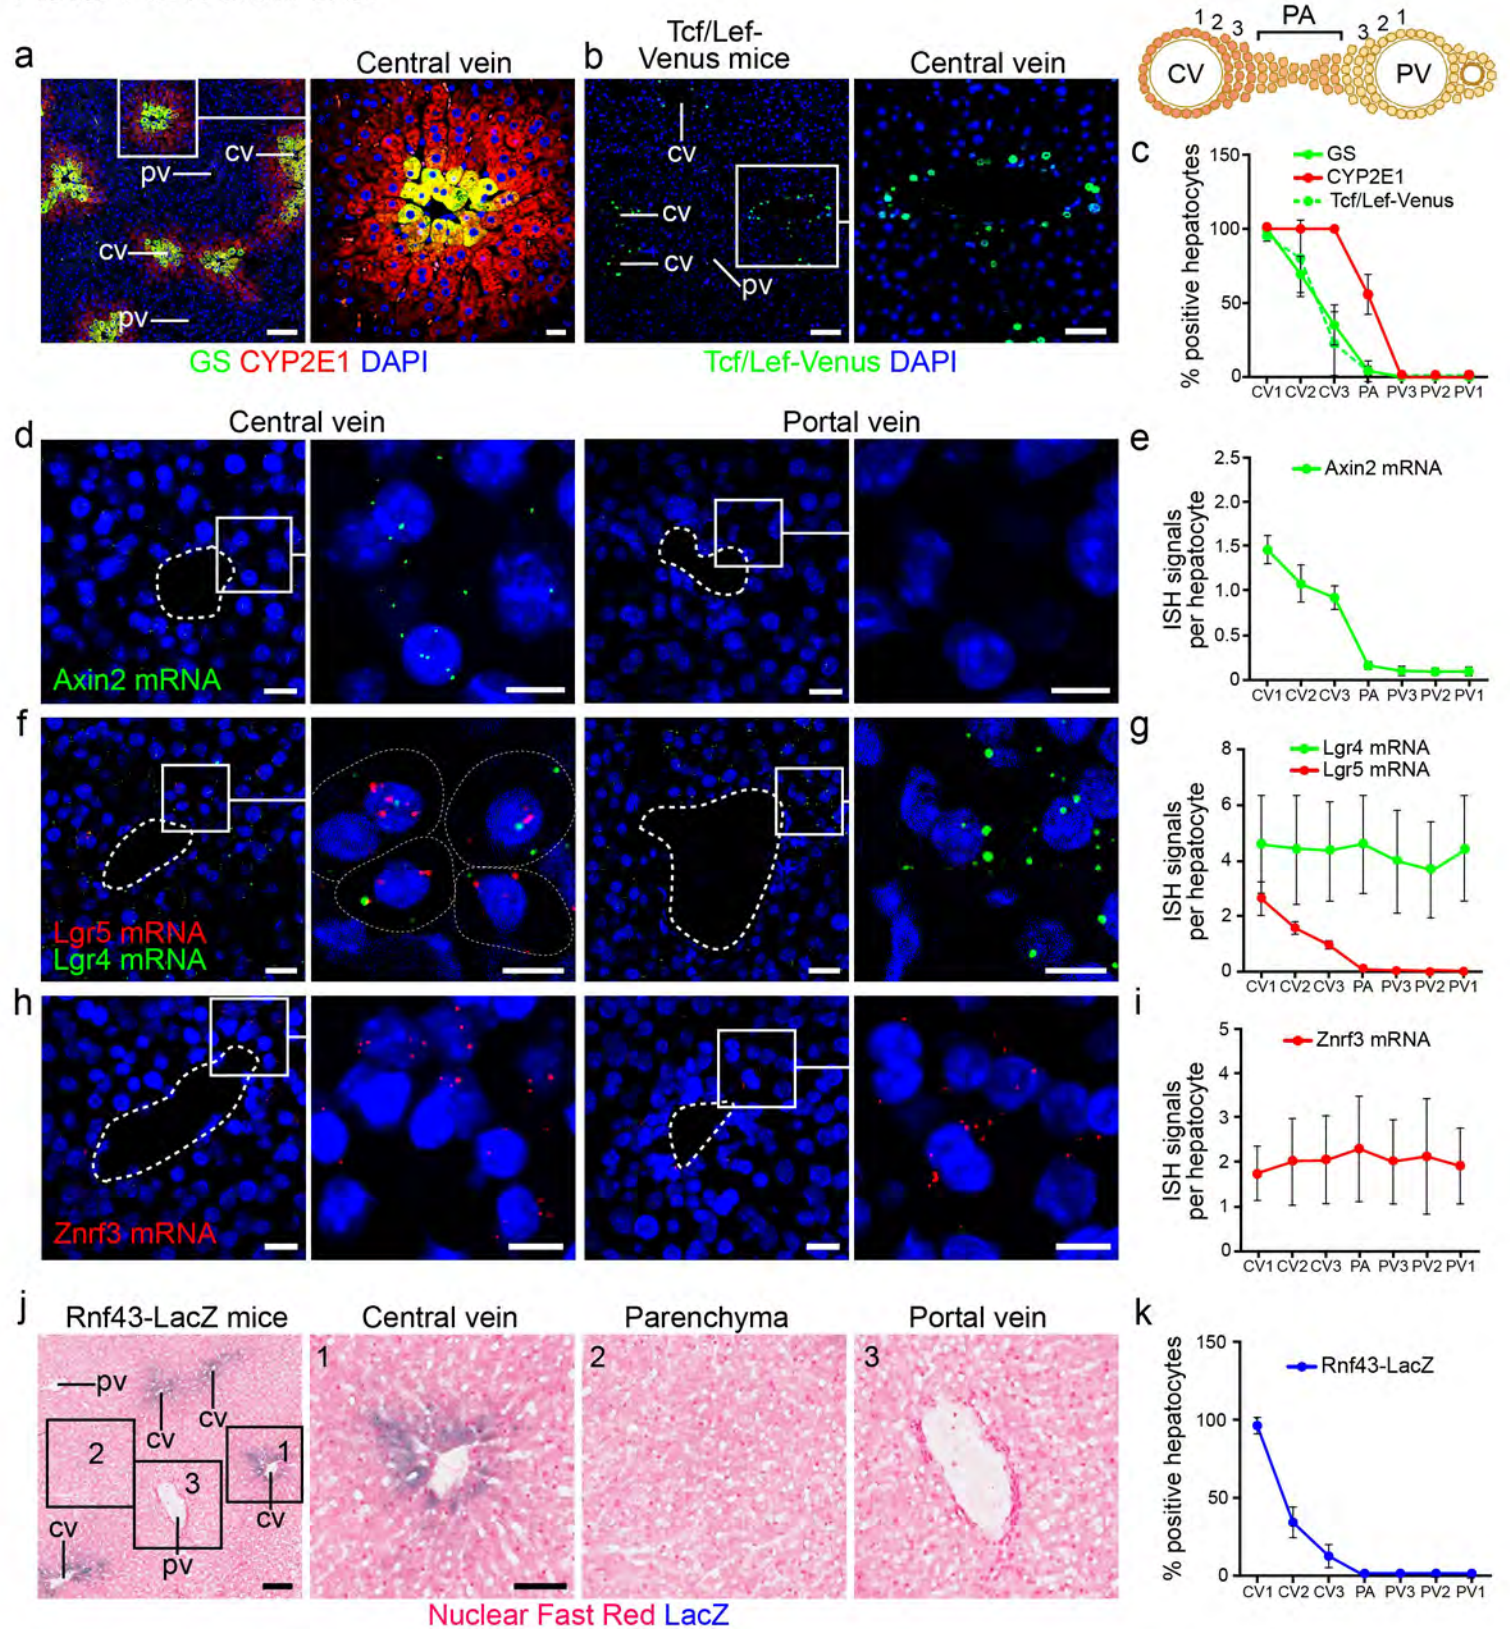 a
Central vein
cv
pv
cv
pv
GS CYP2E1 DAPI
b
Tcf/Lef-
Venus mice
Central vein
cv
cv
cv
pv
Tcf/Lef-Venus DAPI
1 2 3 PA 3 2 1
CV PV
c
% positive hepatocytes
150
100
50
0
GS
CYP2E1
Tcf/Lef-Venus
CV1 CV2 CV3 PA PV3 PV2 PV1
Central vein Portal vein
d
Axin2 mRNA
e
ISH signals
per hepatocyte
2.5
2.0
1.5
1.0
0.5
0
Axin2 mRNA
CV1 CV2 CV3 PA PV3 PV2 PV1
f
Lgr5 mRNA
Lgr4 mRNA
g
ISH signals
per hepatocyte
8
6
4
2
0
Lgr4 mRNA
Lgr5 mRNA
CV1 CV2 CV3 PA PV3 PV2 PV1
h
Znrf3 mRNA
i
ISH signals
per hepatocyte
5
4
3
2
1
0
Znrf3 mRNA
CV1 CV2 CV3 PA PV3 PV2 PV1
j
Rnf43-LacZ mice Central vein Parenchyma Portal vein
pv
cv
cv
2
1
3
cv
cv
pv
1
2
3
Nuclear Fast Red LacZ
k
% positive hepatocytes
150
100
50
0
Rnf43-LacZ
CV1 CV2 CV3 PA PV3 PV2 PV1